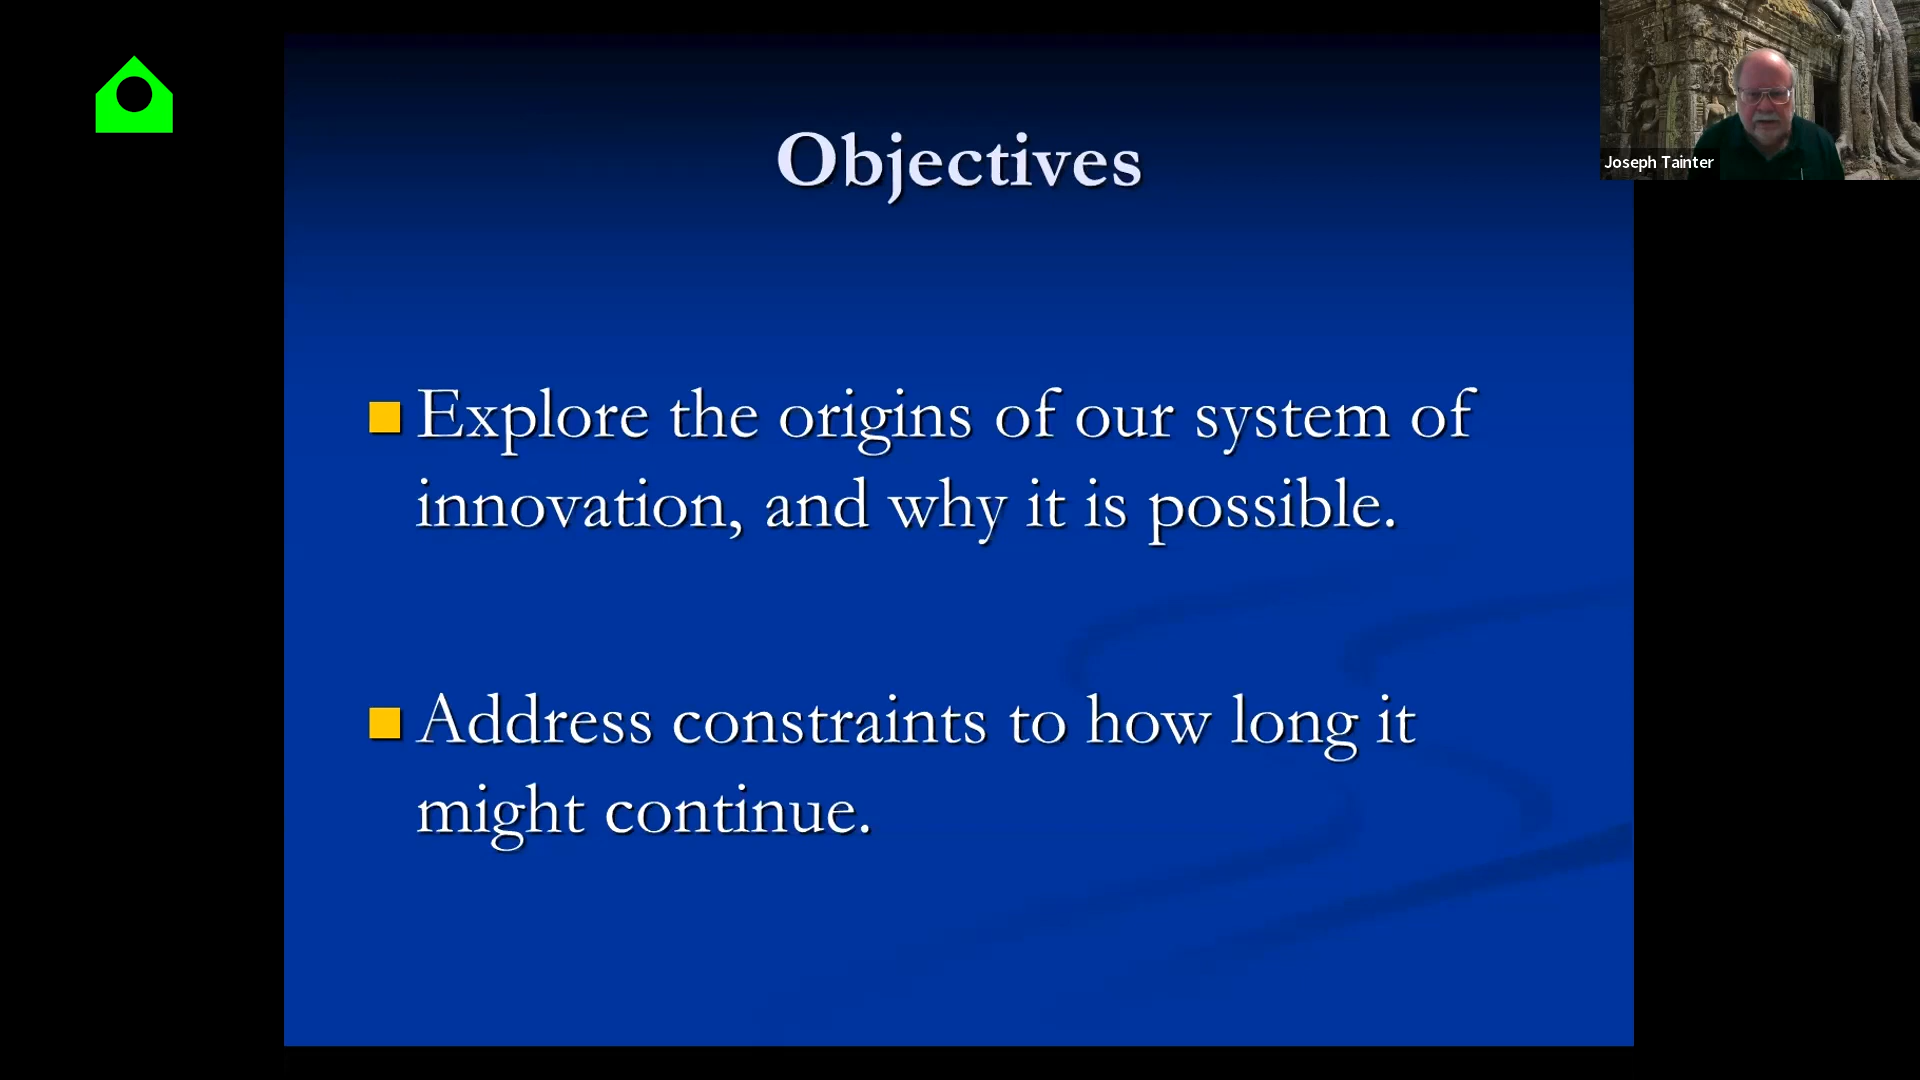 Objectives
Explore the origins of our system of
innovation, and why it is possible.
Address constraints to how long it
might continue.
Joseph Tainter